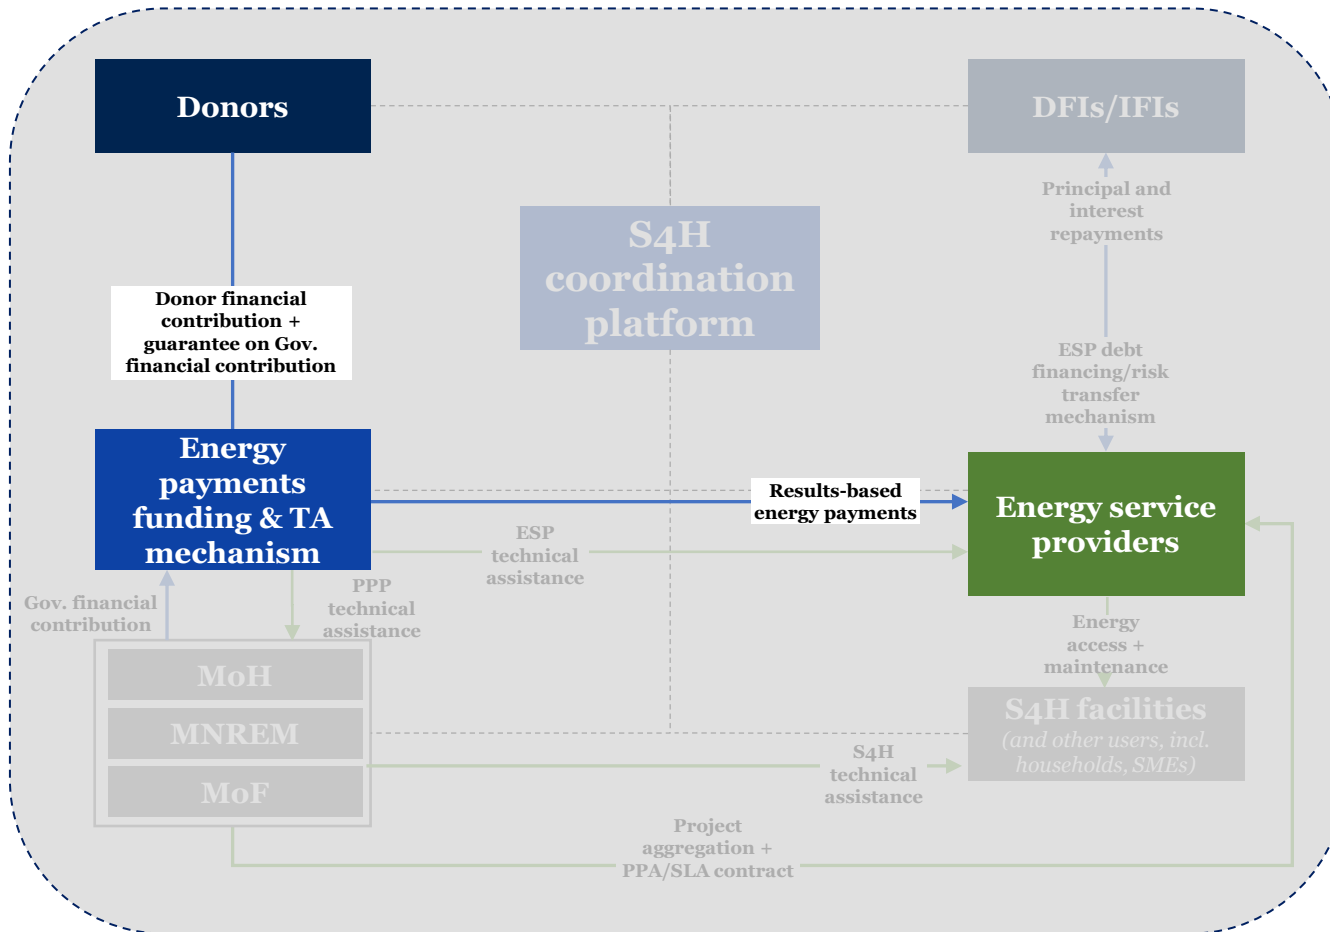 Donors
DFIs/IFIs
Principal and
interest
repayments
S4H
coordination
platform
Donor financial
contribution +
guarantee on Gov.
financial contribution
ESP debt
financing/risk
transfer
mechanism
Energy
payments
funding & TA
mechanism
Results-based
energy payments
Energy service
providers
ESP
technical
assistance
Gov. financial
contribution
PPP
technical
assistance
Energy
access +
maintenance
MoH
MNREM
MoF
S4H facilities
(and other users, incl.
households, SMEs)
S4H
technical
assistance
Project
aggregation +
PPA/SLA contract